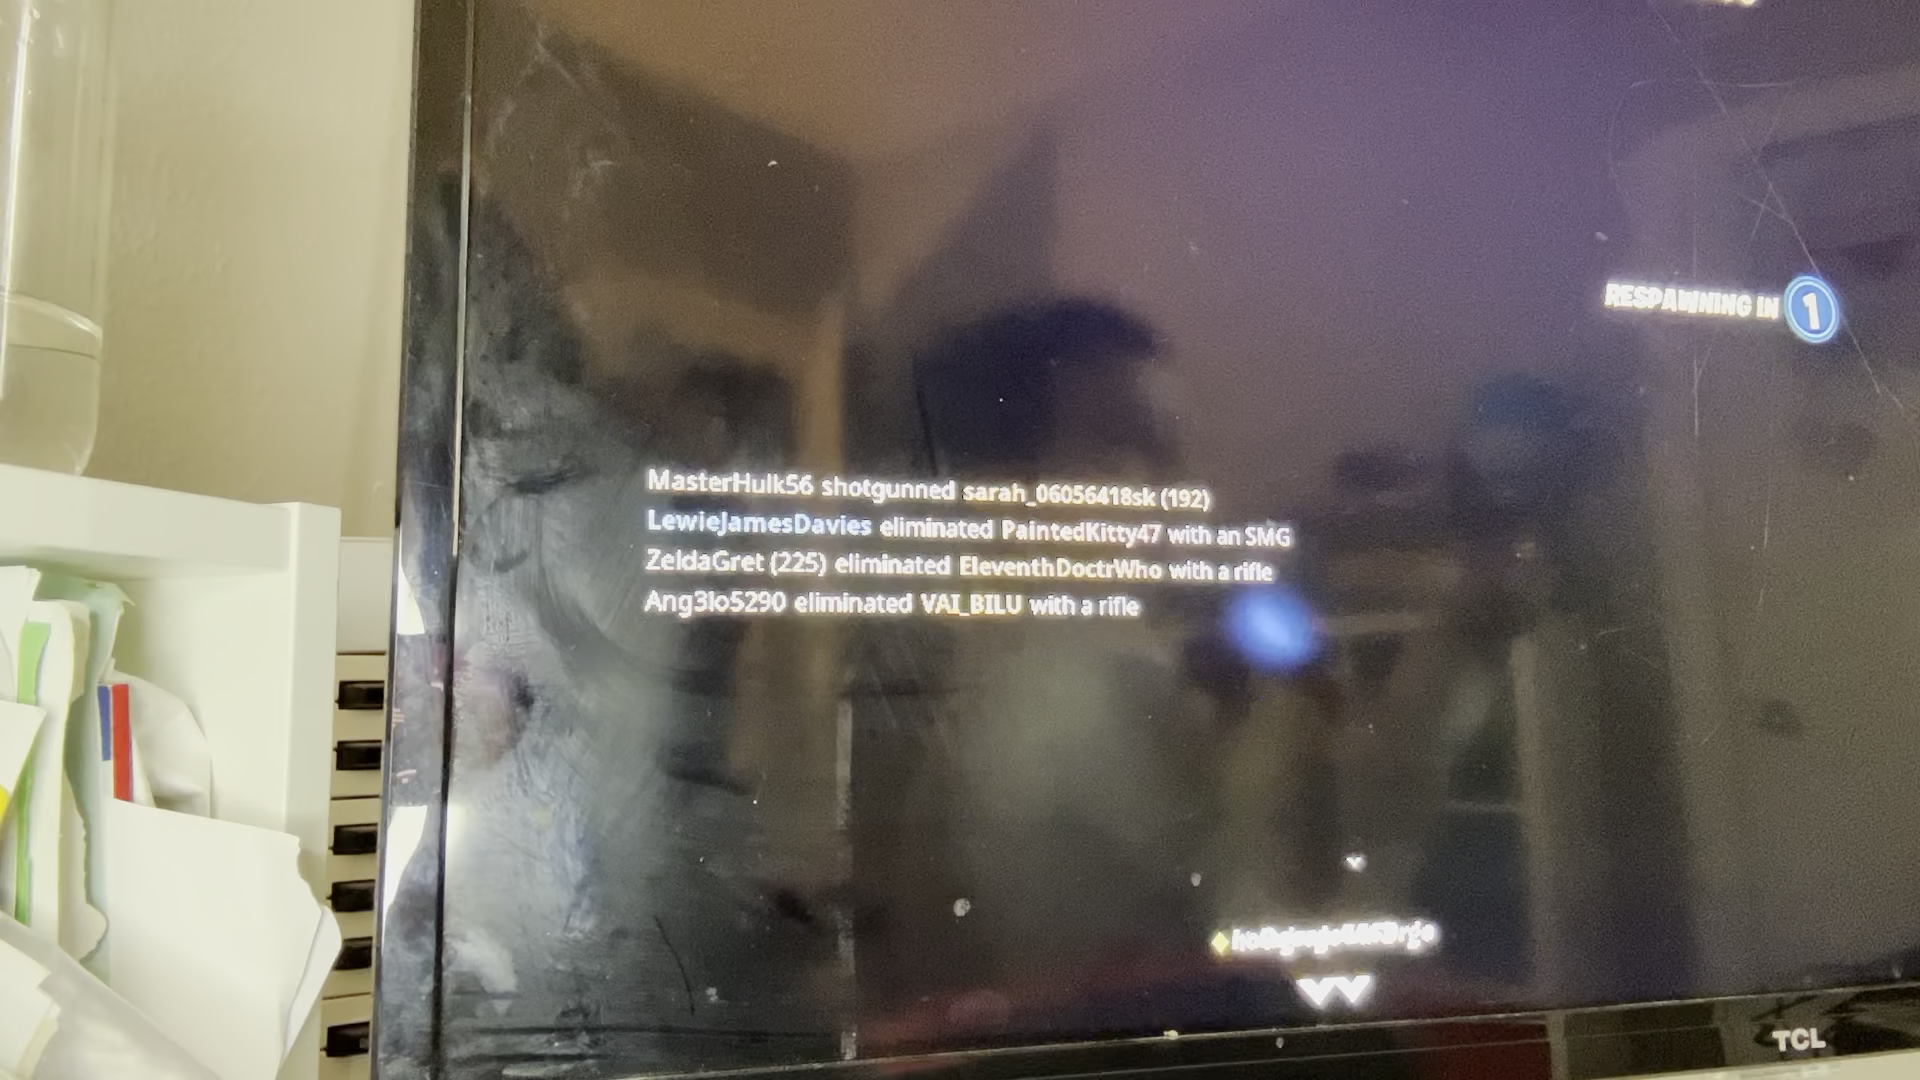 RESPAWNING IN 1
MasterHulk56 shotgunned sarah_06056418sk (192)
LewieJamesDavies eliminated PaintedKitty47 with an SMG
ZeldaGret (225) eliminated EleventhDoctrWho with a rifle
Ang3lo5290 eliminated VAI_BILU with a rifle
TCL